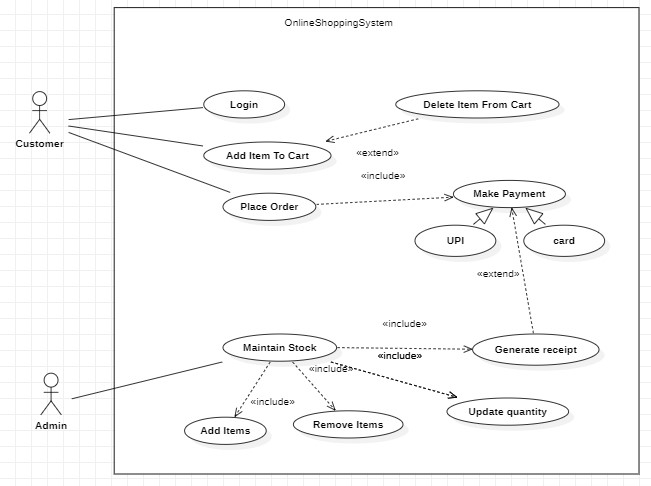 OnlineShoppingSystem
Login
Delete Item From Cart
Customer
Add Item To Cart
«extend»
«include»
Make Payment
Place Order
UPI
card
«extend»
«include»
Maintain Stock
Generate receipt
«include»
«include»
Admin
«include»
Update quantity
Add Items
Remove Items